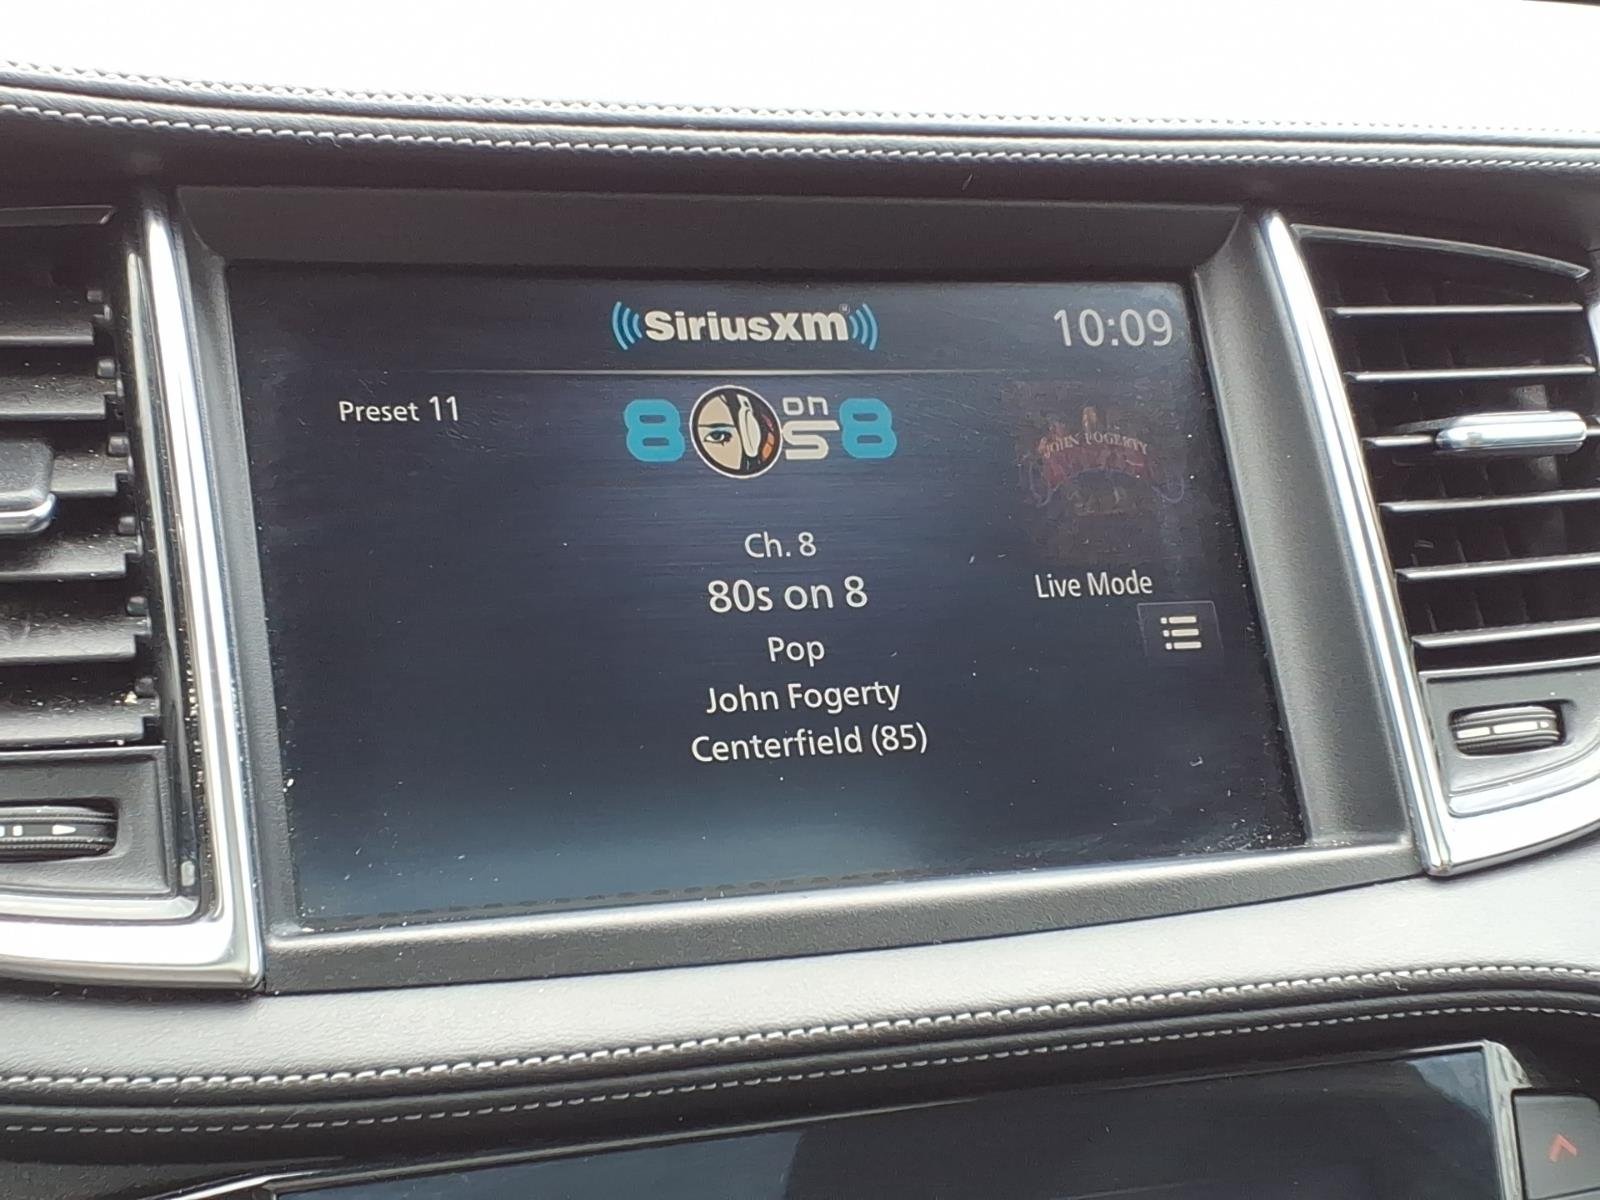 SiriusXM
10:09
Preset 11
80s on 8
JOHN FOGERTY
Ch. 8
80s on 8
Live Mode
Pop
John Fogerty
Centerfield (85)